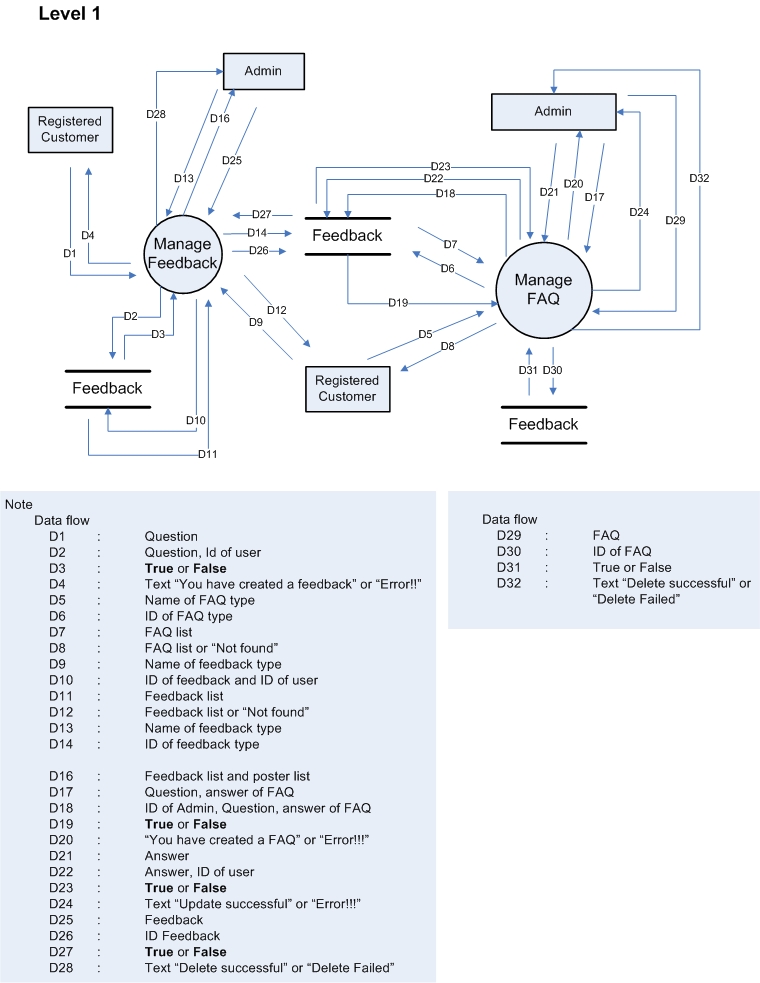 Level 1
Admin
Registered
Customer
Admin
D28
D16
D13
D25
D23
D22
D18
D21
D20
D17
D32
D24
D29
D27
D14
D26
Feedback
Manage
Feedback
D4
D1
D7
D6
Manage
FAQ
D2
D3
D12
D9
D19
D5
D8
Feedback
Registered
Customer
D31
D30
D10
D11
Feedback
Note
Data flow
D1 : Question
D2 : Question, Id of user
D3 : True or False
D4 : Text “You have created a feedback” or “Error!!”
D5 : Name of FAQ type
D6 : ID of FAQ type
D7 : FAQ list
D8 : FAQ list or “Not found”
D9 : Name of feedback type
D10 : ID of feedback and ID of user
D11 : Feedback list
D12 : Feedback list or “Not found”
D13 : Name of feedback type
D14 : ID of feedback type
D16 : Feedback list and poster list
D17 : Question, answer of FAQ
D18 : ID of Admin, Question, answer of FAQ
D19 : True or False
D20 : “You have created a FAQ” or “Error!!!”
D21 : Answer
D22 : Answer, ID of user
D23 : True or False
D24 : Text “Update successful” or “Error!!!”
D25 : Feedback
D26 : ID Feedback
D27 : True or False
D28 : Text “Delete successful” or “Delete Failed”
Data flow
D29 : FAQ
D30 : ID of FAQ
D31 : True or False
D32 : Text “Delete successful” or
“Delete Failed”